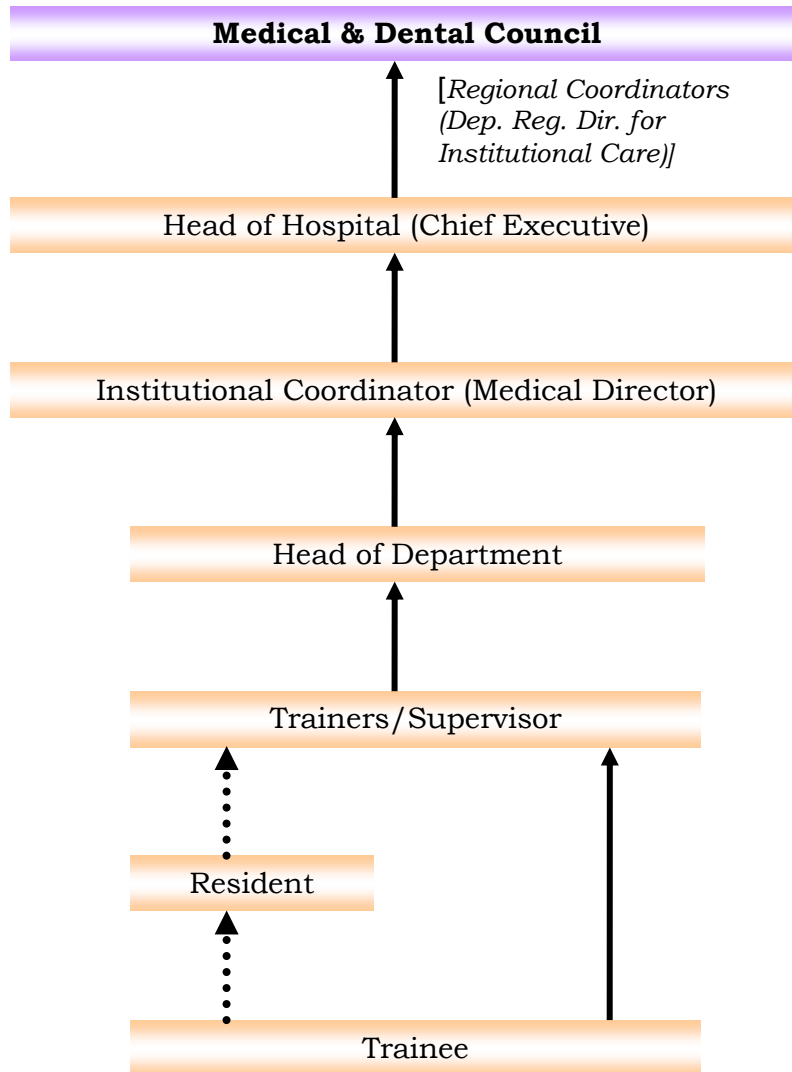 Medical & Dental Council
[Regional Coordinators
(Dep. Reg. Dir. for
Institutional Care)]
Head of Hospital (Chief Executive)
Institutional Coordinator (Medical Director)
Head of Department
Trainers/Supervisor
Resident
Trainee